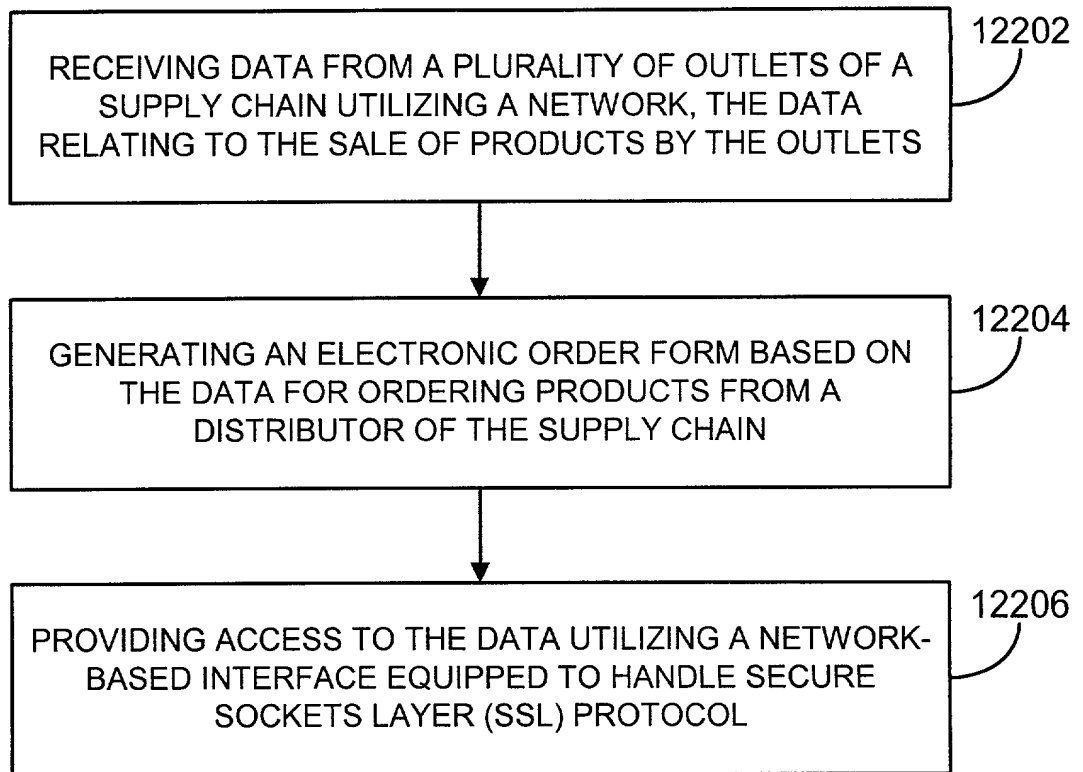 12202
RECEIVING DATA FROM A PLURALITY OF OUTLETS OF A
SUPPLY CHAIN UTILIZING A NETWORK, THE DATA
RELATING TO THE SALE OF PRODUCTS BY THE OUTLETS
12204
GENERATING AN ELECTRONIC ORDER FORM BASED ON
THE DATA FOR ORDERING PRODUCTS FROM A
DISTRIBUTOR OF THE SUPPLY CHAIN
12206
PROVIDING ACCESS TO THE DATA UTILIZING A NETWORK-
BASED INTERFACE EQUIPPED TO HANDLE SECURE
SOCKETS LAYER (SSL) PROTOCOL